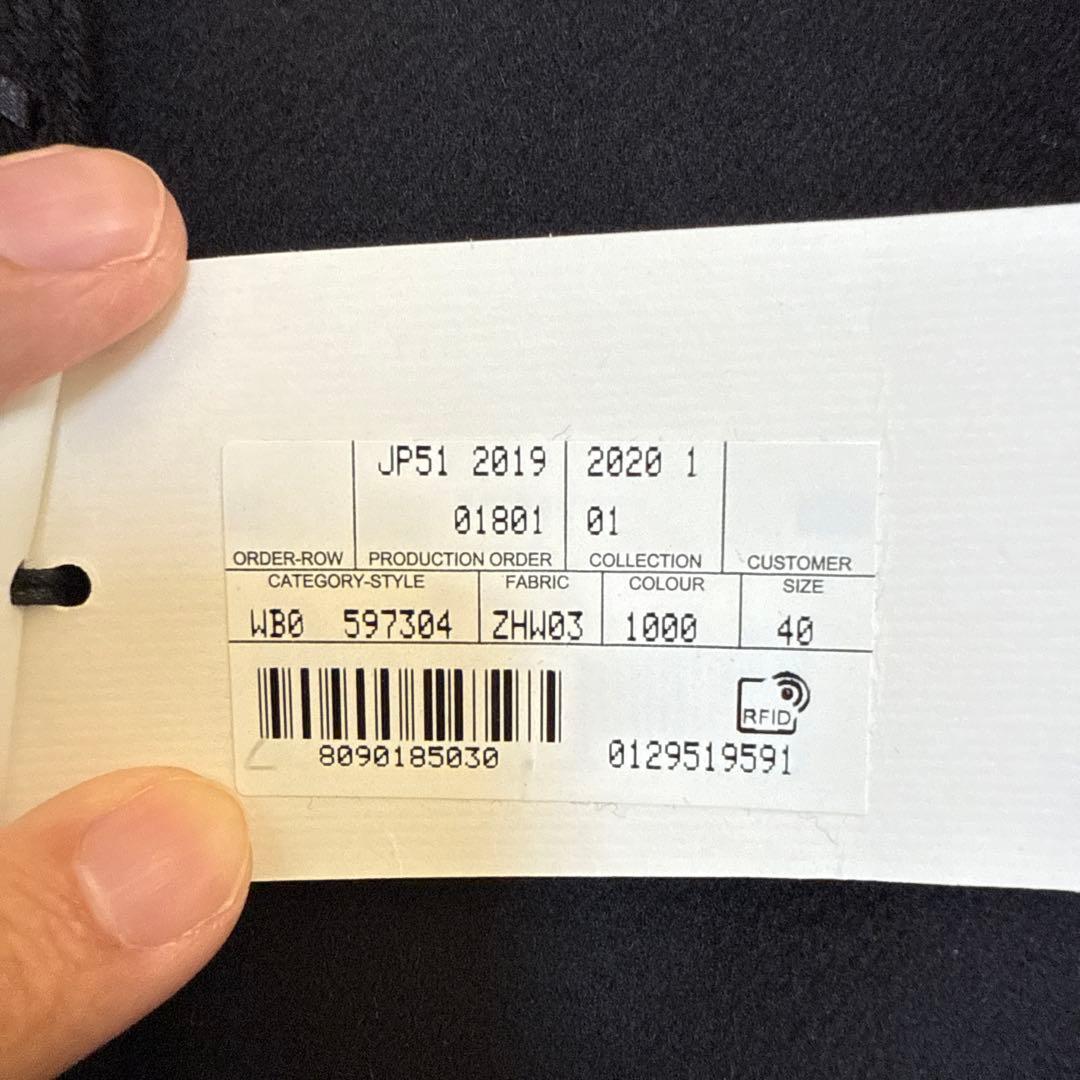 JP51 2019 2020 1
01801 01
ORDER-ROW PRODUCTION ORDER COLLECTION CUSTOMER
CATEGORY-STYLE FABRIC COLOUR SIZE
WB0 597304 ZHW03 1000 40
RFID
8090185030 0129519591